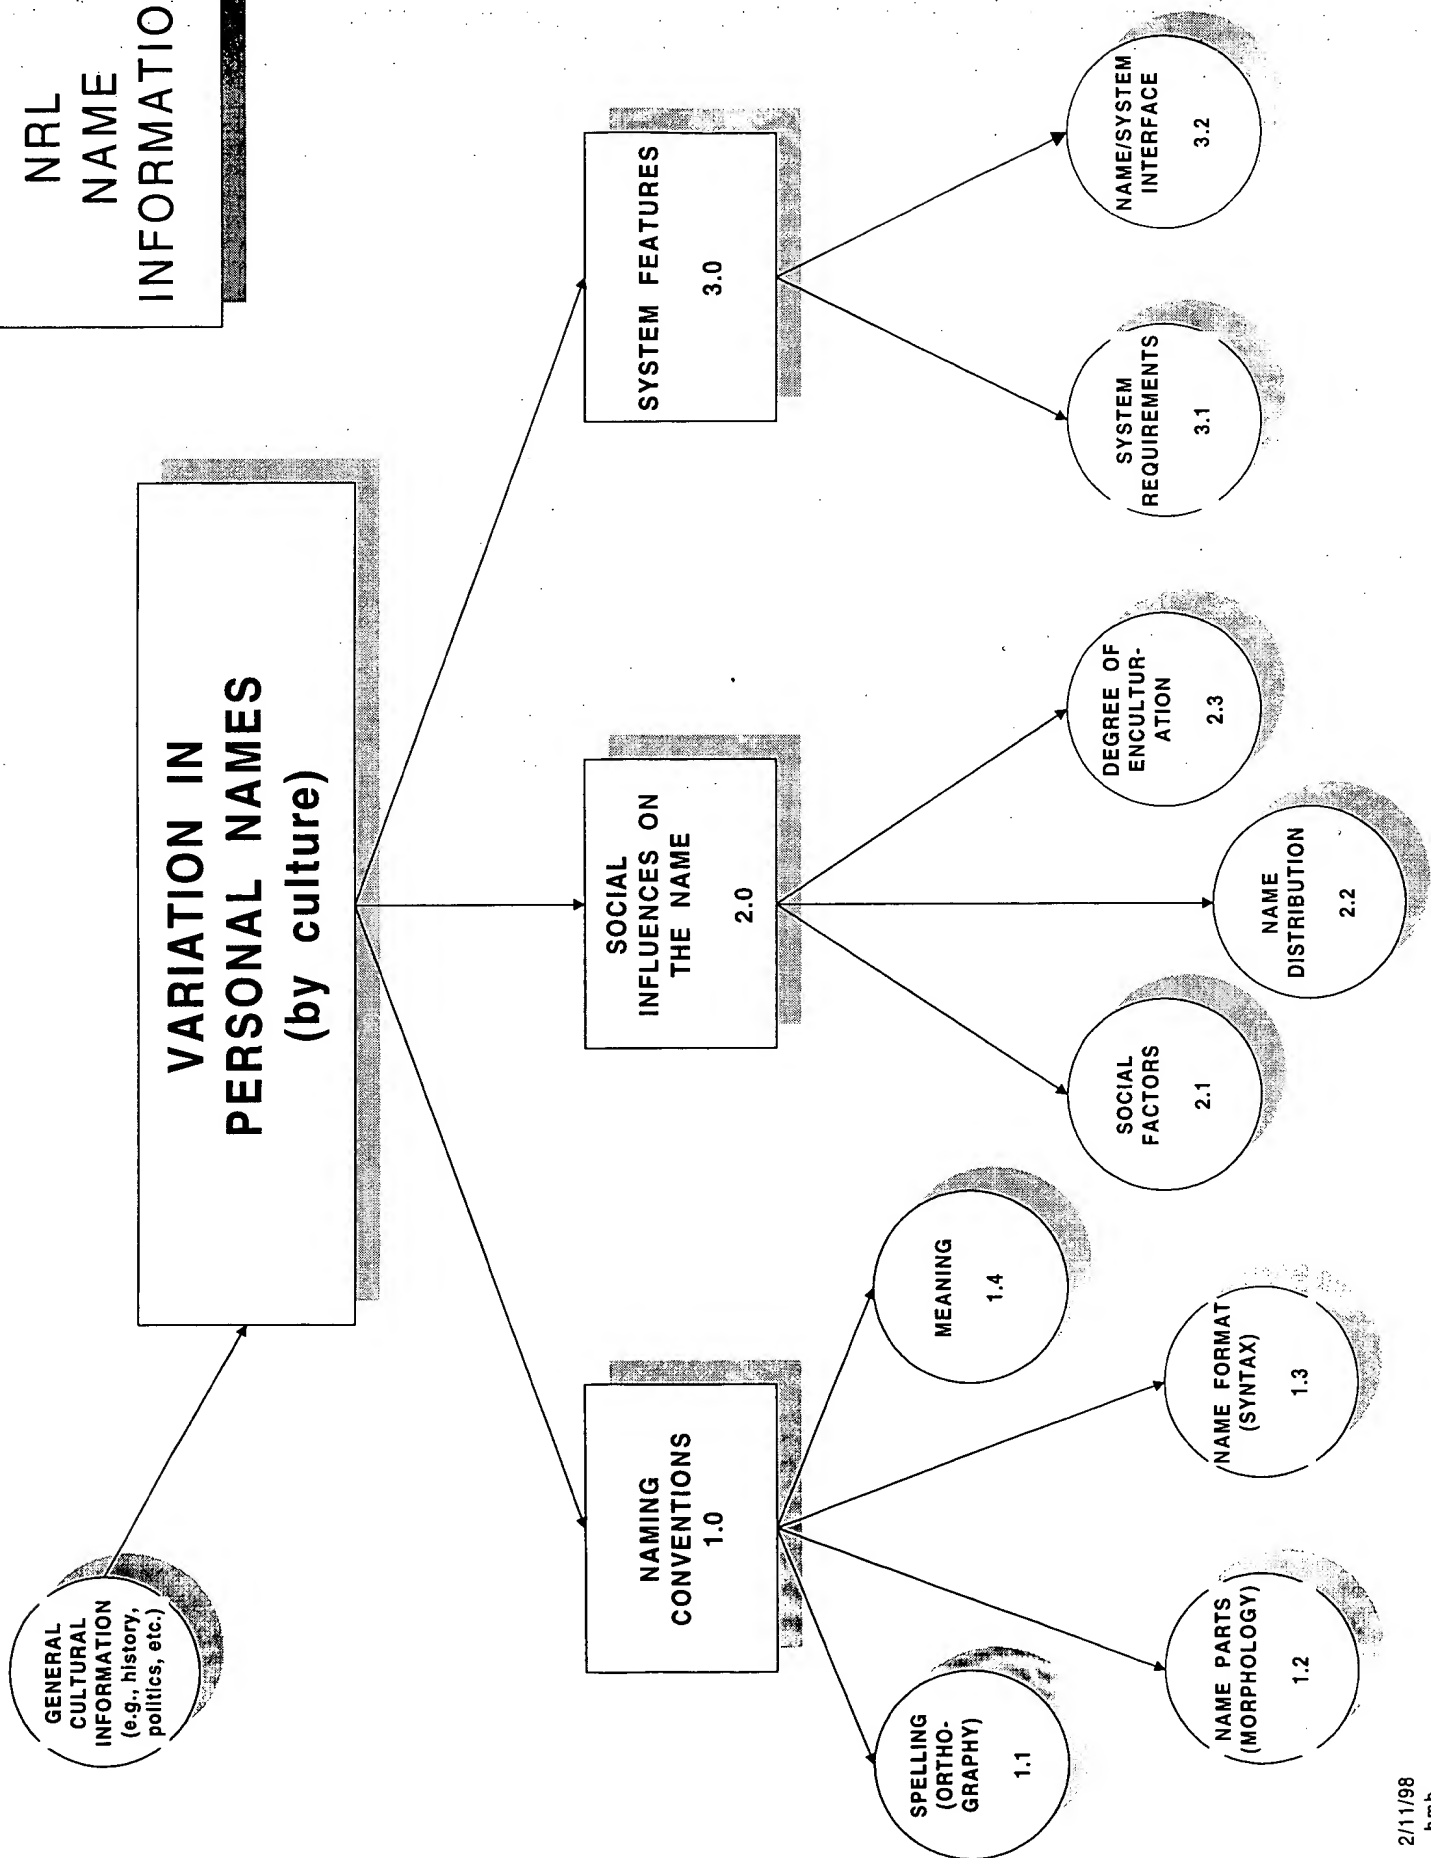 NRL
NAME
INFORMATIO
VARIATION IN
PERSONAL NAMES
(by culture)
GENERAL
CULTURAL
INFORMATION
(e.g., history,
politics, etc.)
NAMING
CONVENTIONS
1.0
SOCIAL
INFLUENCES ON
THE NAME
2.0
SYSTEM FEATURES
3.0
SPELLING
(ORTHO-
GRAPHY)
1.1
NAME PARTS
(MORPHOLOGY)
1.2
NAME FORMAT
(SYNTAX)
1.3
MEANING
1.4
SOCIAL
FACTORS
2.1
NAME
DISTRIBUTION
2.2
DEGREE OF
ENCULTUR-
ATION
2.3
SYSTEM
REQUIREMENTS
3.1
NAME/SYSTEM
INTERFACE
3.2
2/11/98